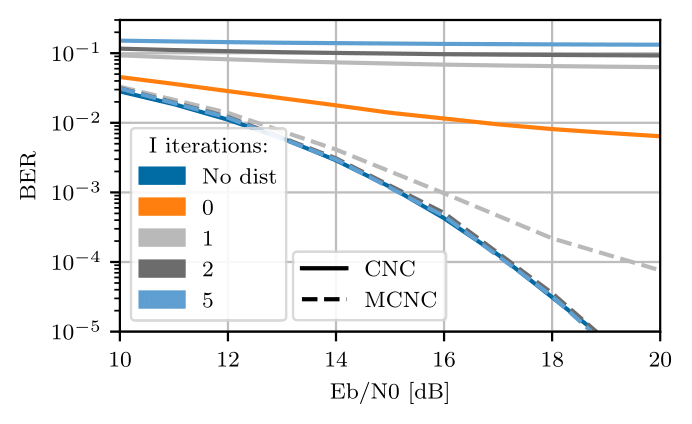 10⁻¹
10⁻²
10⁻³
10⁻⁴
10⁻⁵
BER
I iterations:
No dist
0
1
2
5
CNC
MCNC
10 12 14 16 18 20
Eb/N0 [dB]